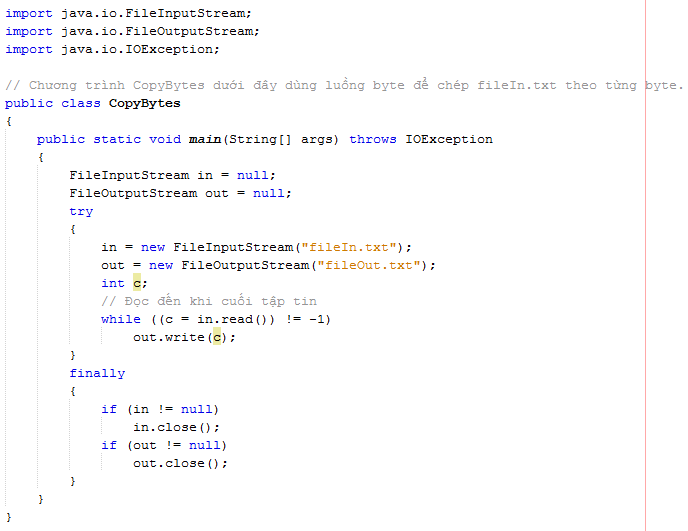 import java.io.FileInputStream;
import java.io.FileOutputStream;
import java.io.IOException;
// Chương trình CopyBytes dưới đây dùng luồng byte để chép fileIn.txt theo từng byte.
public class CopyBytes
{
public static void main(String[] args) throws IOException
{
FileInputStream in = null;
FileOutputStream out = null;
try
{
in = new FileInputStream("fileIn.txt");
out = new FileOutputStream("fileOut.txt");
int c;
// Đọc đến khi cuối tập tin
while ((c = in.read()) != -1)
out.write(c);
}
finally
{
if (in != null)
in.close();
if (out != null)
out.close();
}
}
}